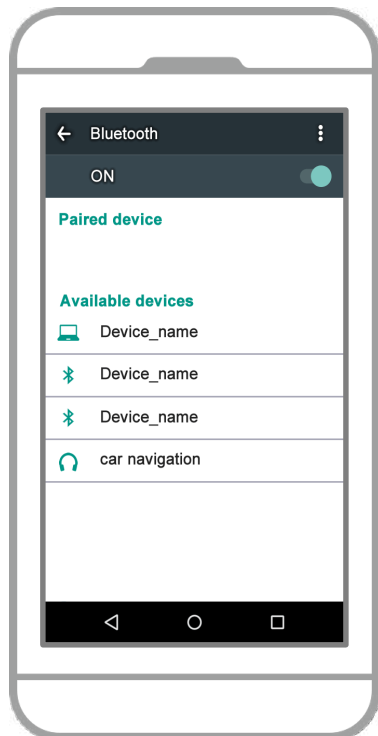 Bluetooth
ON
Paired device
Available devices
Device_name
Device_name
Device_name
car navigation